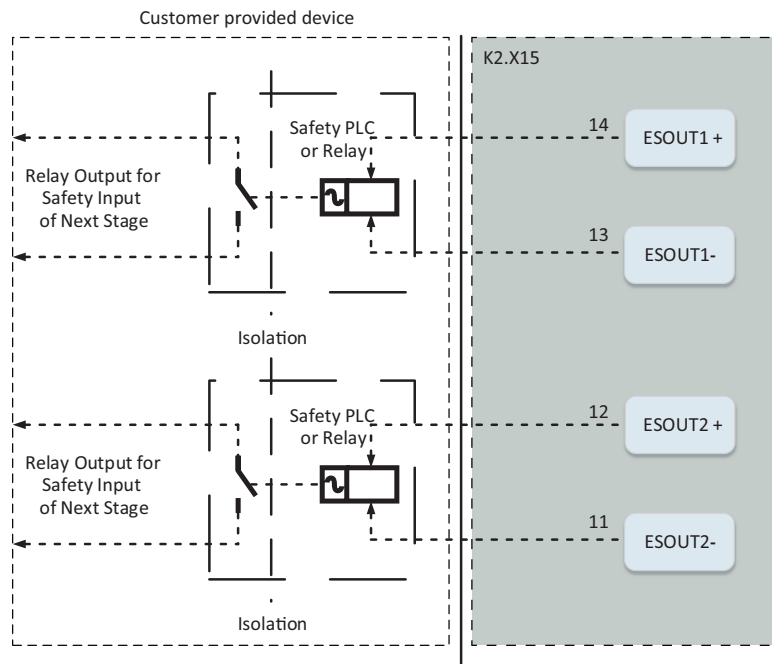 Customer provided device
K2.X15
Safety PLC
or Relay
14
ESOUT1 +
Relay Output for
Safety Input
of Next Stage
13
ESOUT1-
Isolation
Safety PLC
or Relay
12
ESOUT2 +
Relay Output for
Safety Input
of Next Stage
11
ESOUT2-
Isolation